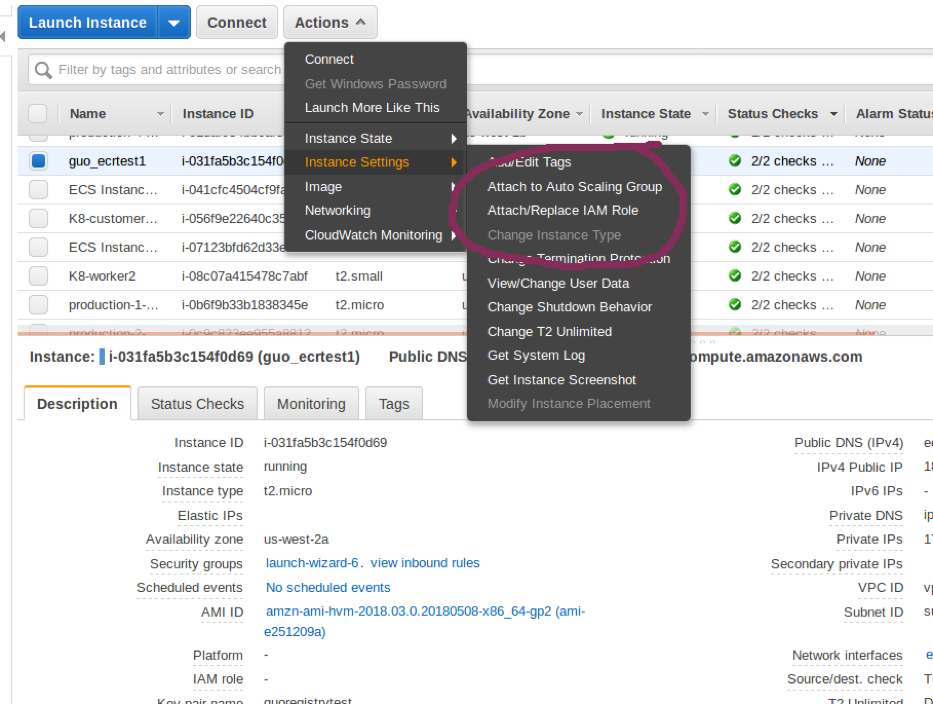 Launch Instance Connect Actions
Connect
Filter by tags and attributes or search
Get Windows Password
Launch More Like This
Name Instance ID Availability Zone Instance State Status Checks Alarm Status
running
Instance State
guo_ecrtest1 i-031fa5b3c154f0 2/2 checks ... None
Instance Settings Add/Edit Tags
ECS Instanc... i-041cfc4504cf9fa Image Attach to Auto Scaling Group 2/2 checks ... None
K8-customer... i-056f9e22640c35 Networking Attach/Replace IAM Role 2/2 checks ... None
CloudWatch Monitoring Change Instance Type
ECS Instanc... i-07123bfd62d33e 2/2 checks ... None
Change Termination Protection
K8-worker2 i-08c07a415478c7abf t2.small 2/2 checks ... None
View/Change User Data
production-1-... i-0b6f9b33b1838345e t2.micro Change Shutdown Behavior 2/2 checks ... None
production-2- i-0c9c823ee955a8812 t2.micro Change T2 Unlimited 2/2 checks None
Instance: i-031fa5b3c154f0d69 (guo_ecrtest1) Public DNS Get System Log ompute.amazonaws.com
Get Instance Screenshot
Description Status Checks Monitoring Tags Modify Instance Placement
Instance ID i-031fa5b3c154f0d69 Public DNS (IPv4)
Instance state running IPv4 Public IP
Instance type t2.micro IPv6 IPs -
Elastic IPs Private DNS ip
Availability zone us-west-2a Private IPs
Security groups launch-wizard-6. view inbound rules Secondary private IPs
Scheduled events No scheduled events VPC ID
AMI ID amzn-ami-hvm-2018.03.0.20180508-x86_64-gp2 (ami- Subnet ID
e251209a)
Platform - Network interfaces
IAM role - Source/dest. check
Key pair name guoregistrytest T2 Unlimited